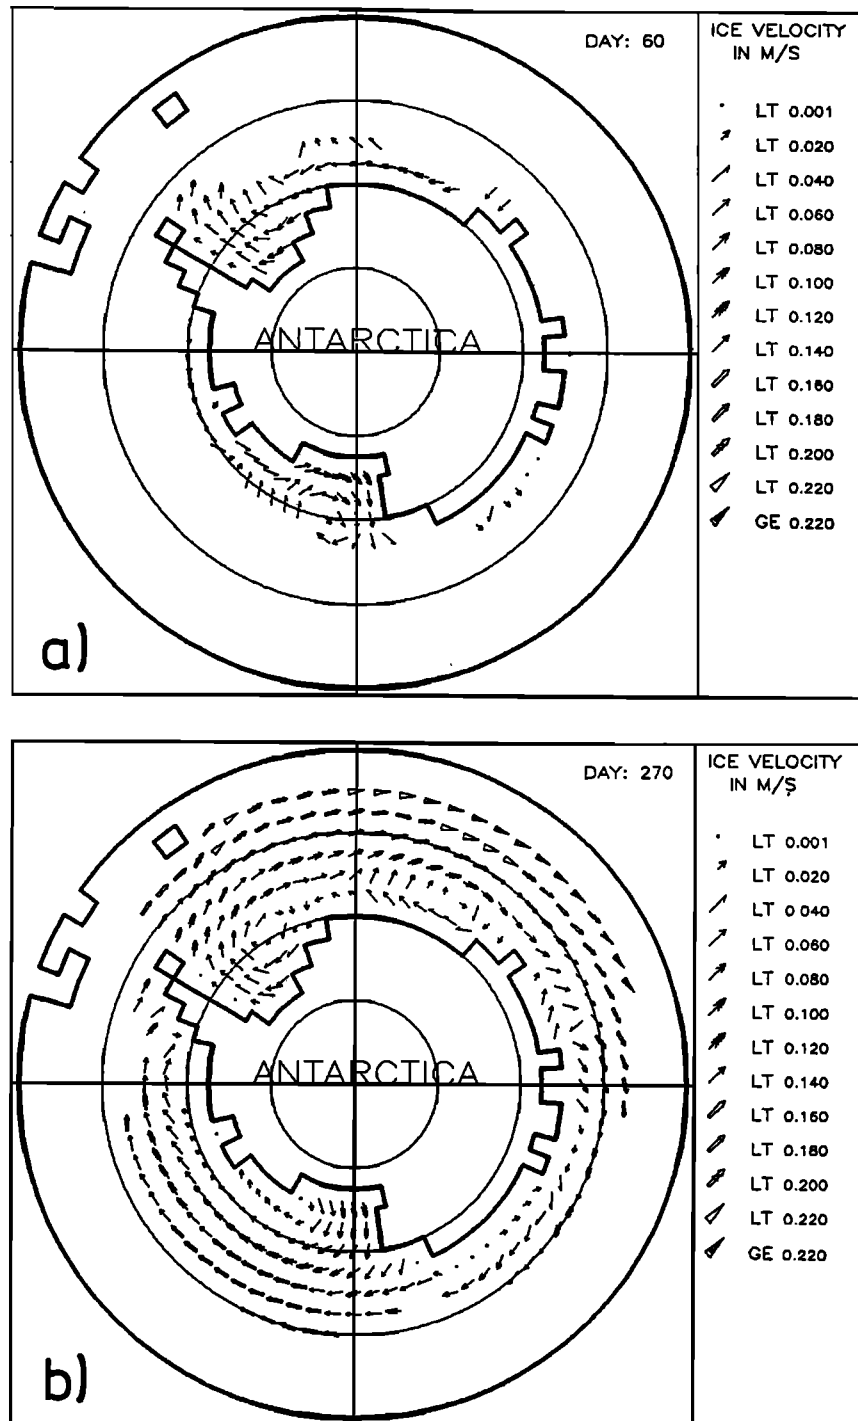 DAY: 60
ICE VELOCITY
IN M/S
LT 0.001
LT 0.020
LT 0.040
LT 0.060
LT 0.080
LT 0.100
LT 0.120
LT 0.140
LT 0.160
LT 0.180
LT 0.200
LT 0.220
GE 0.220
ANTARCTICA
a)
DAY: 270
ICE VELOCITY
IN M/S
LT 0.001
LT 0.020
LT 0.040
LT 0.060
LT 0.080
LT 0.100
LT 0.120
LT 0.140
LT 0.160
LT 0.180
LT 0.200
LT 0.220
GE 0.220
ANTARCTICA
b)